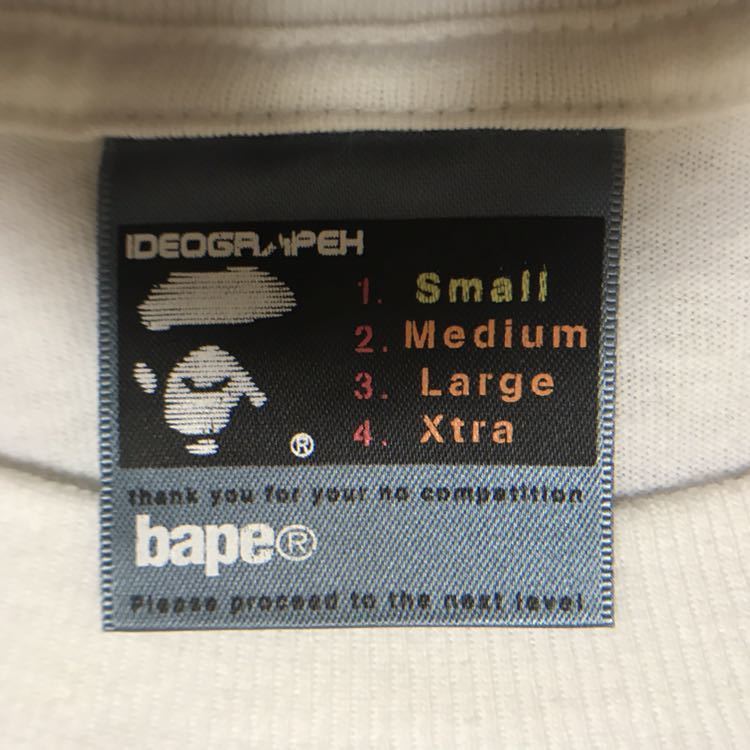 IDEOGRAPEH
1. Small
2. Medium
3. Large
4. Xtra
®
thank you for your no competition
bape®
Please proceed to the next level